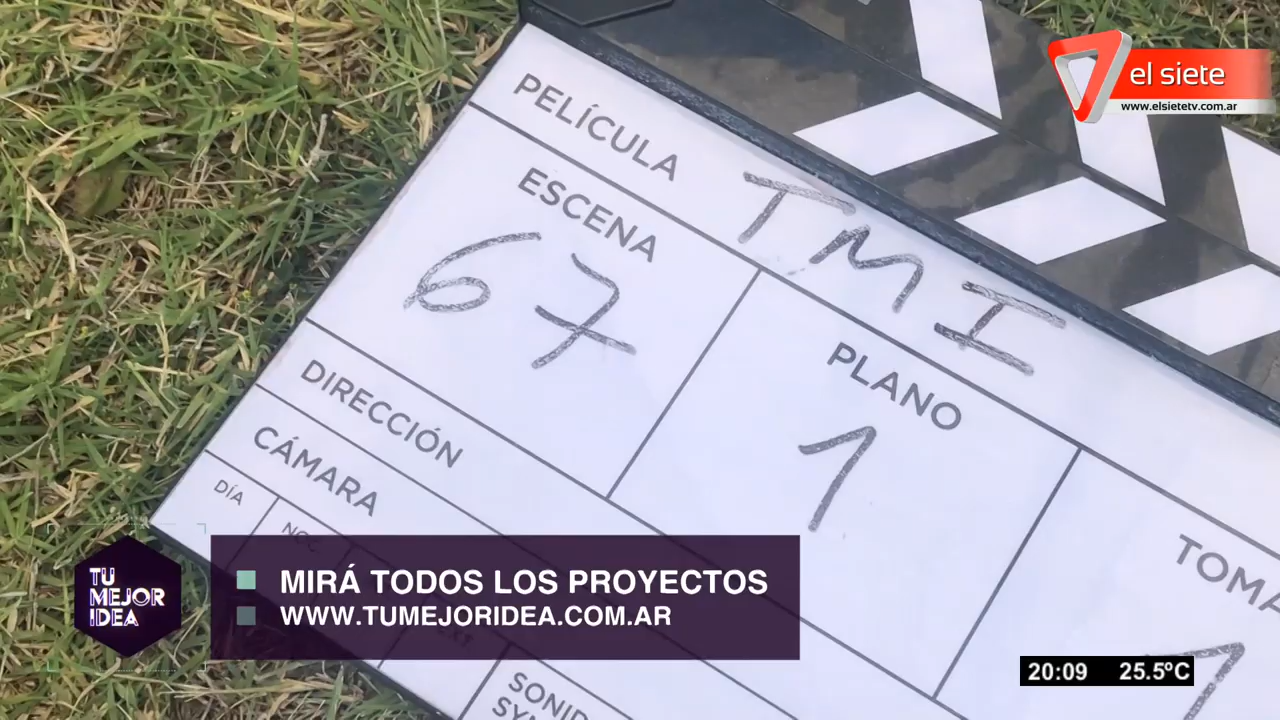 el siete
www.elsietetv.com.ar
PELÍCULA TMI
ESCENA 67
PLANO 1
TOMA
DIRECCIÓN
CÁMARA
DÍA
TU
MEJOR
IDEA
MIRÁ TODOS LOS PROYECTOS
WWW.TUMEJORIDEA.COM.AR
20:09 25.5ºC